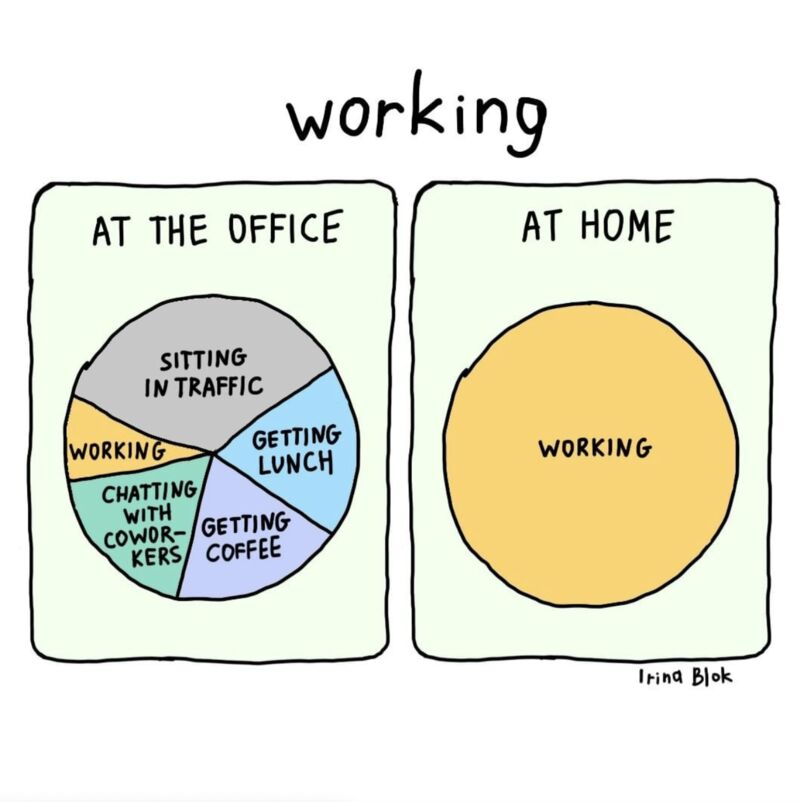 working
AT THE OFFICE
SITTING
IN TRAFFIC
WORKING
GETTING
LUNCH
CHATTING
WITH
COWOR-
KERS
GETTING
COFFEE
AT HOME
WORKING
Irina Blok